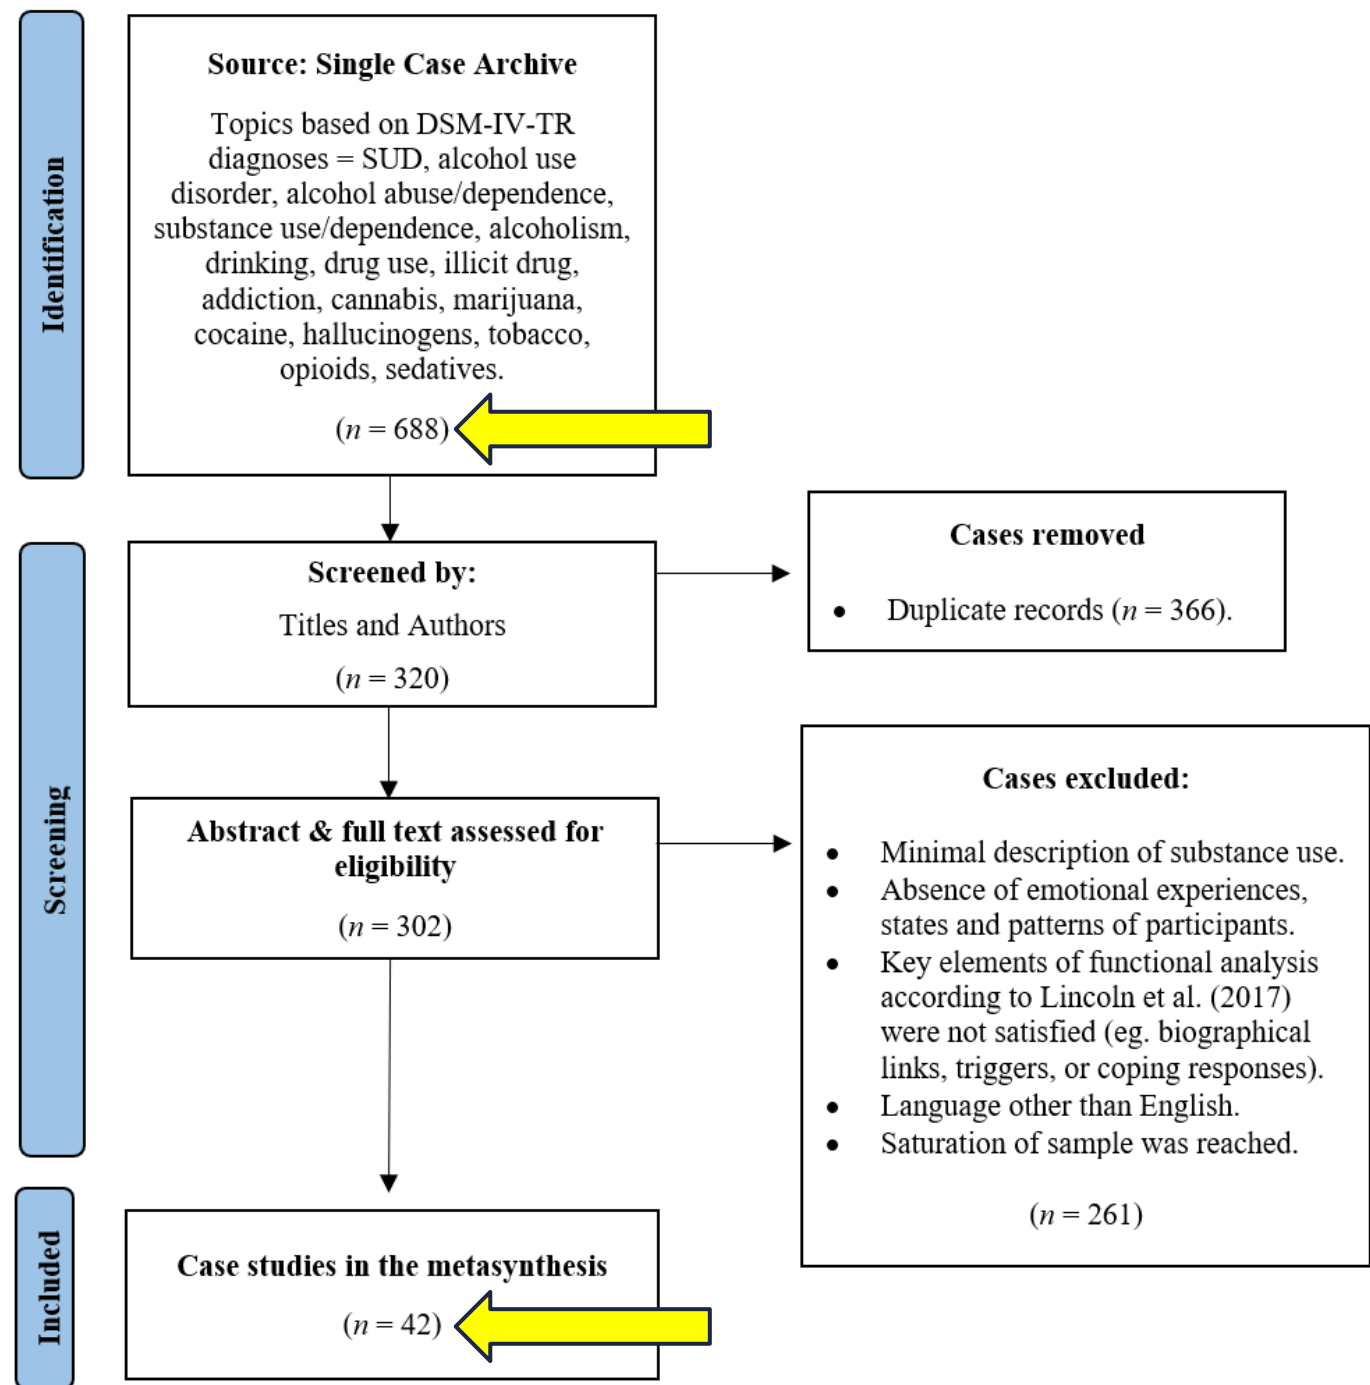 Identification
Source: Single Case Archive
Topics based on DSM-IV-TR
diagnoses = SUD, alcohol use
disorder, alcohol abuse/dependence,
substance use/dependence, alcoholism,
drinking, drug use, illicit drug,
addiction, cannabis, marijuana,
cocaine, hallucinogens, tobacco,
opioids, sedatives.
(n = 688)
Screening
Screened by:
Titles and Authors
(n = 320)
Cases removed
• Duplicate records (n = 366).
Abstract & full text assessed for
eligibility
(n = 302)
Cases excluded:
• Minimal description of substance use.
• Absence of emotional experiences,
states and patterns of participants.
• Key elements of functional analysis
according to Lincoln et al. (2017)
were not satisfied (eg. biographical
links, triggers, or coping responses).
• Language other than English.
• Saturation of sample was reached.
(n = 261)
Included
Case studies in the metasynthesis
(n = 42)